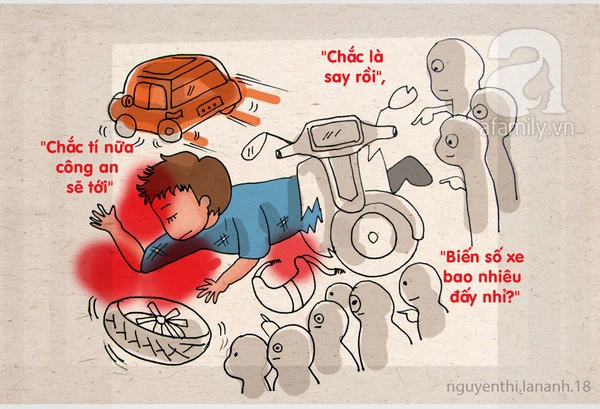 "Chắc là
say rồi",
a
afamily.vn
"Chắc tí nữa
công an
sẽ tới"
"Biển số xe
bao nhiêu
đấy nhỉ?"
nguyenthi.lananh.18